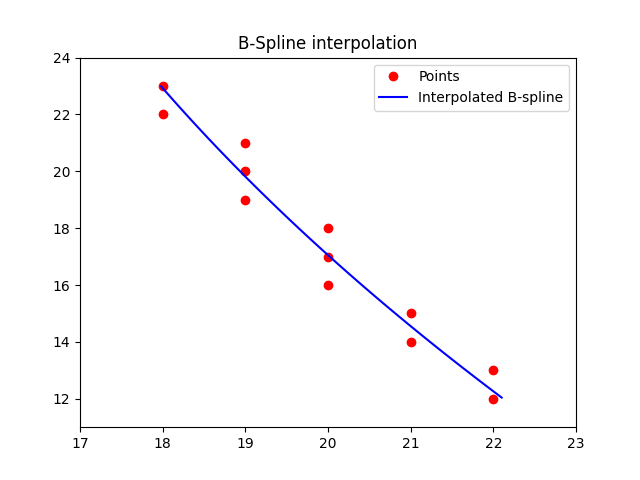 B-Spline interpolation
Points
Interpolated B-spline
24
22
20
18
16
14
12
17 18 19 20 21 22 23